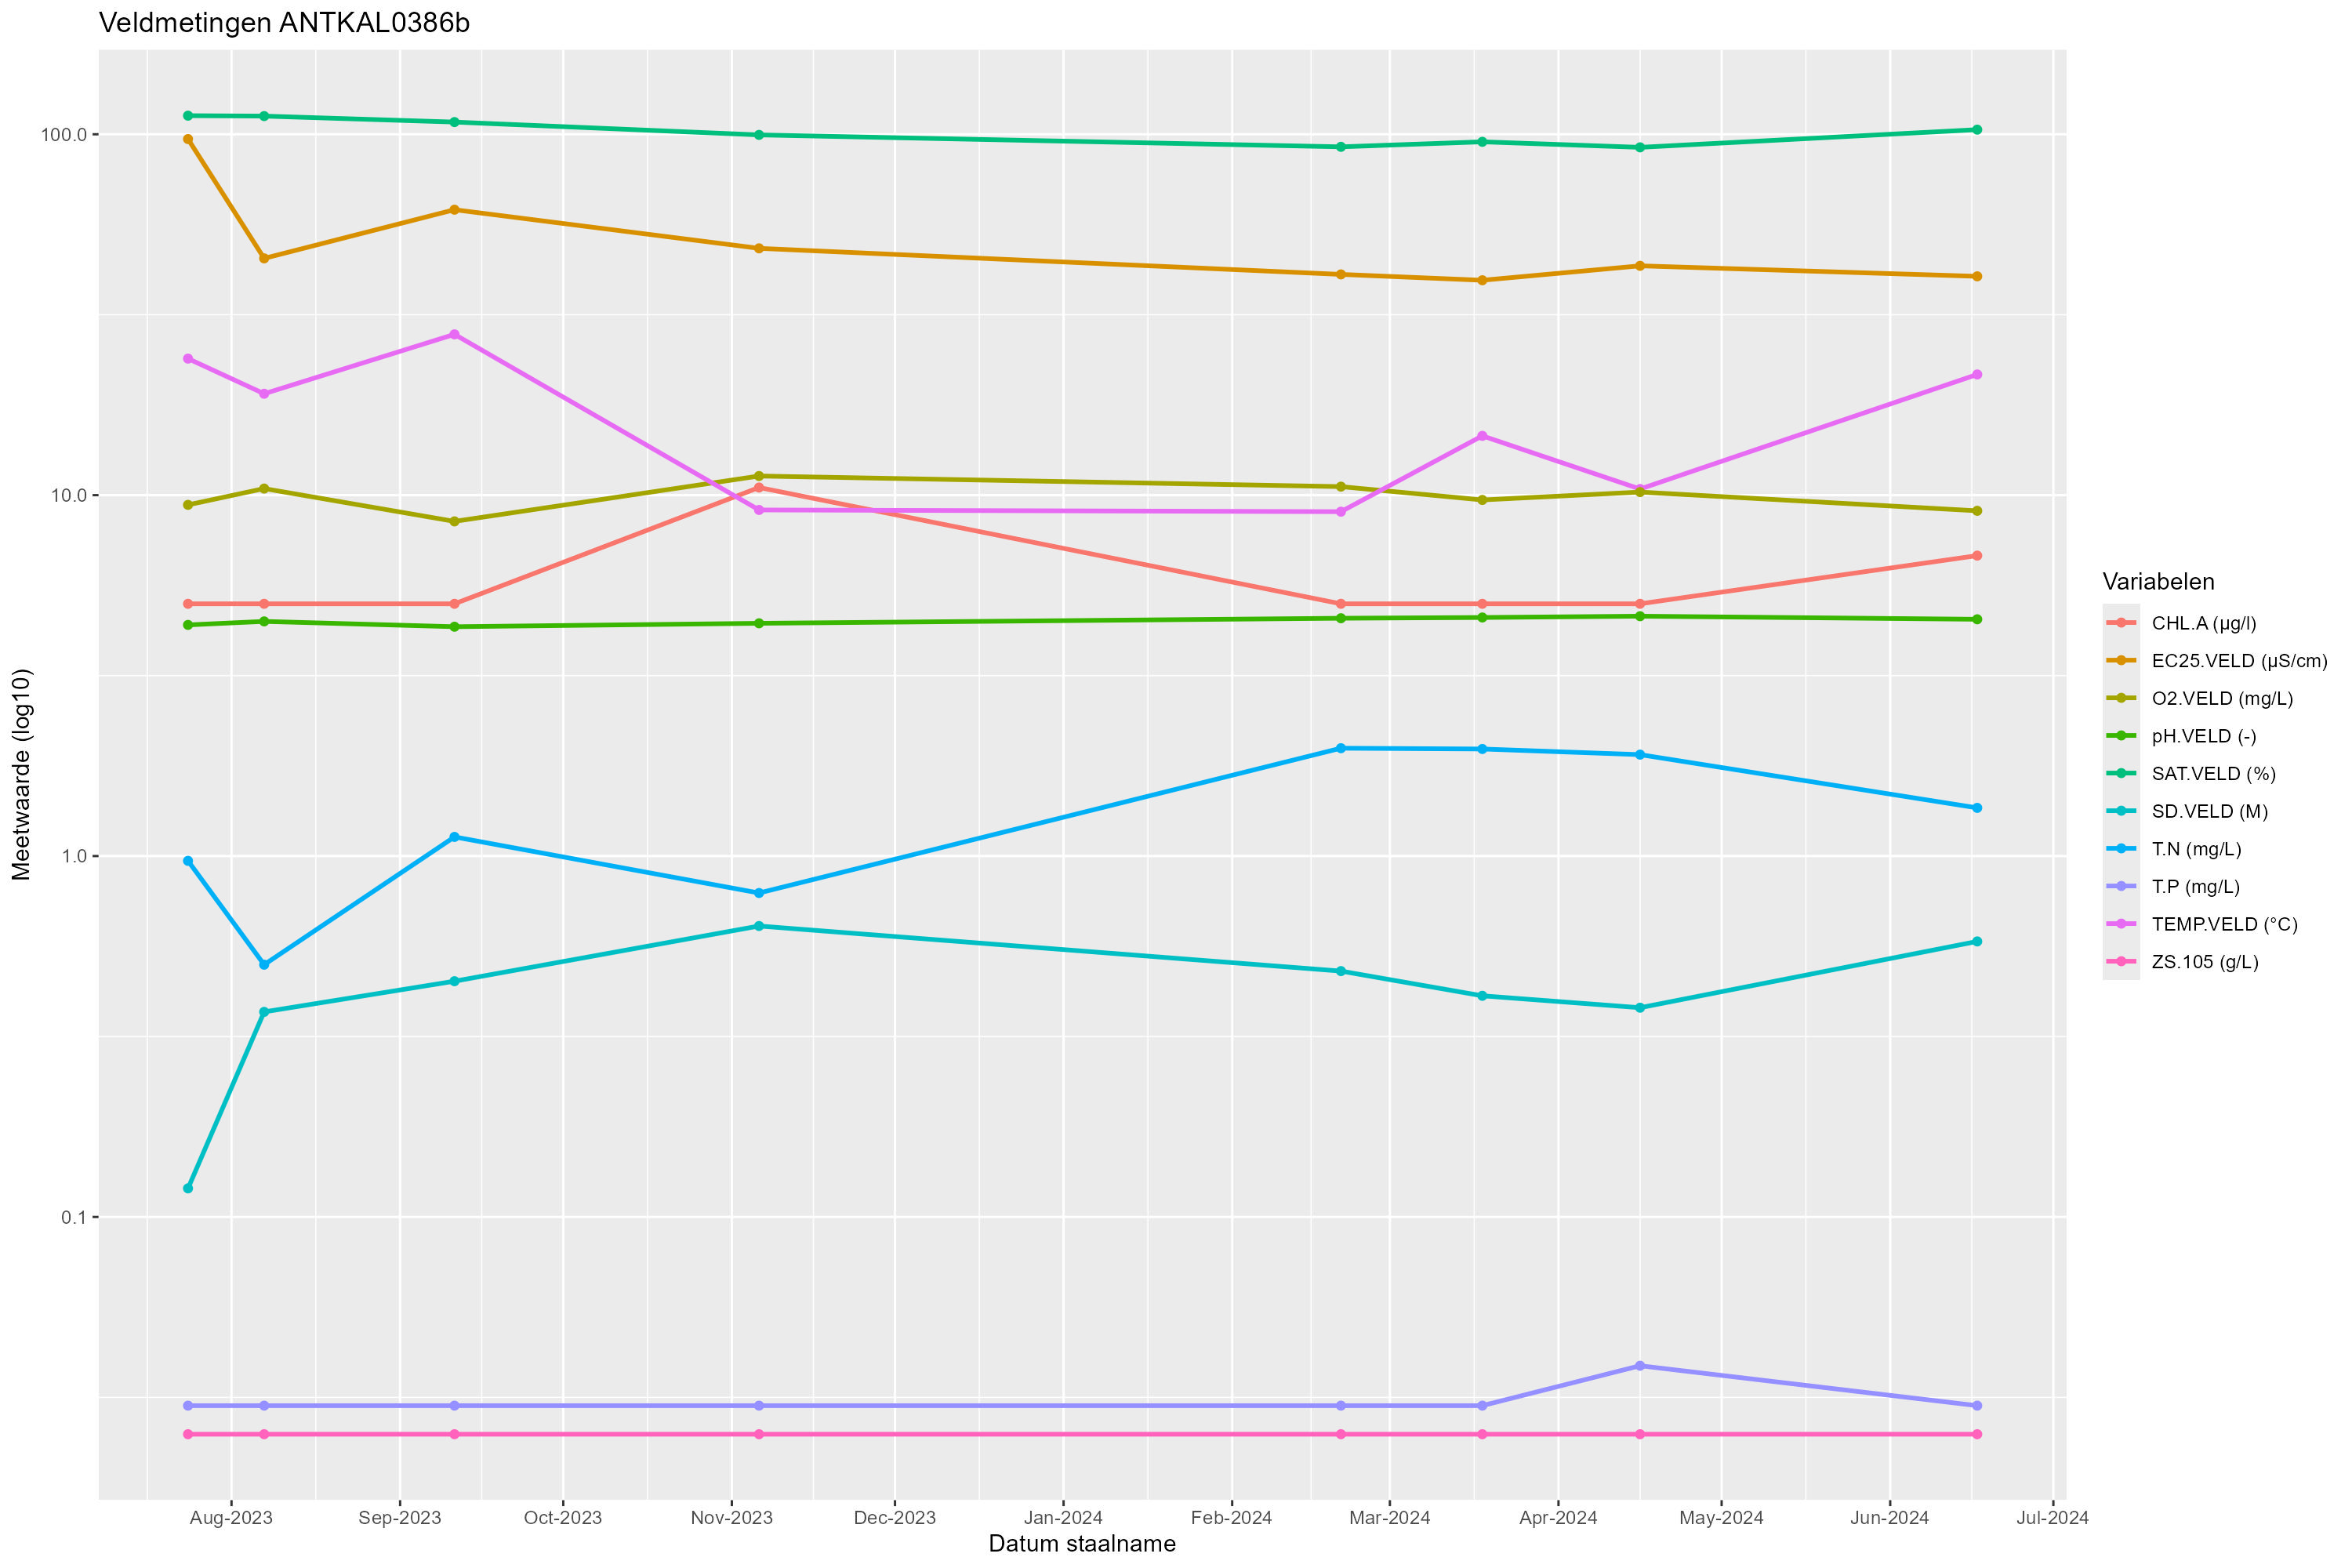 Veldmetingen ANTKAL0386b
Meetwaarde (log10)
100.0
10.0
1.0
0.1
Aug-2023
Sep-2023
Oct-2023
Nov-2023
Dec-2023
Jan-2024
Feb-2024
Mar-2024
Apr-2024
May-2024
Jun-2024
Jul-2024
Datum staalname
Variabelen
CHL.A (µg/l)
EC25.VELD (µS/cm)
O2.VELD (mg/L)
pH.VELD (-)
SAT.VELD (%)
SD.VELD (M)
T.N (mg/L)
T.P (mg/L)
TEMP.VELD (°C)
ZS.105 (g/L)